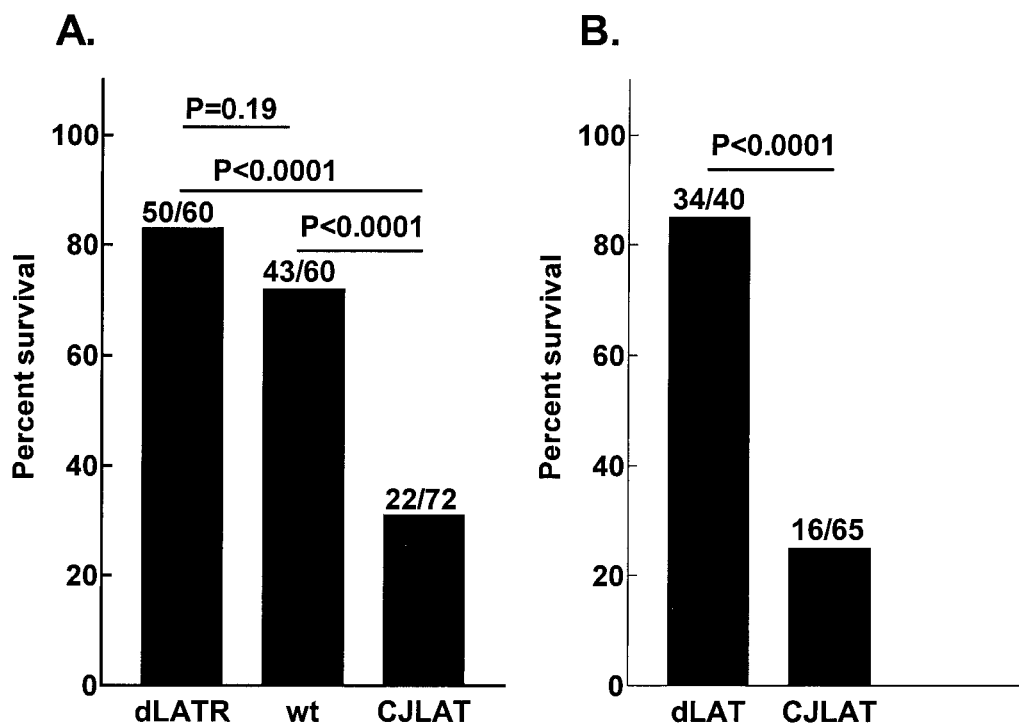 A.
P=0.19
100
P<0.0001
50/60
P<0.0001
80
43/60
60
40
22/72
20
0
Percent survival
dLATR wt CJLAT
B.
100
P<0.0001
34/40
80
60
40
16/65
20
0
Percent survival
dLAT CJLAT